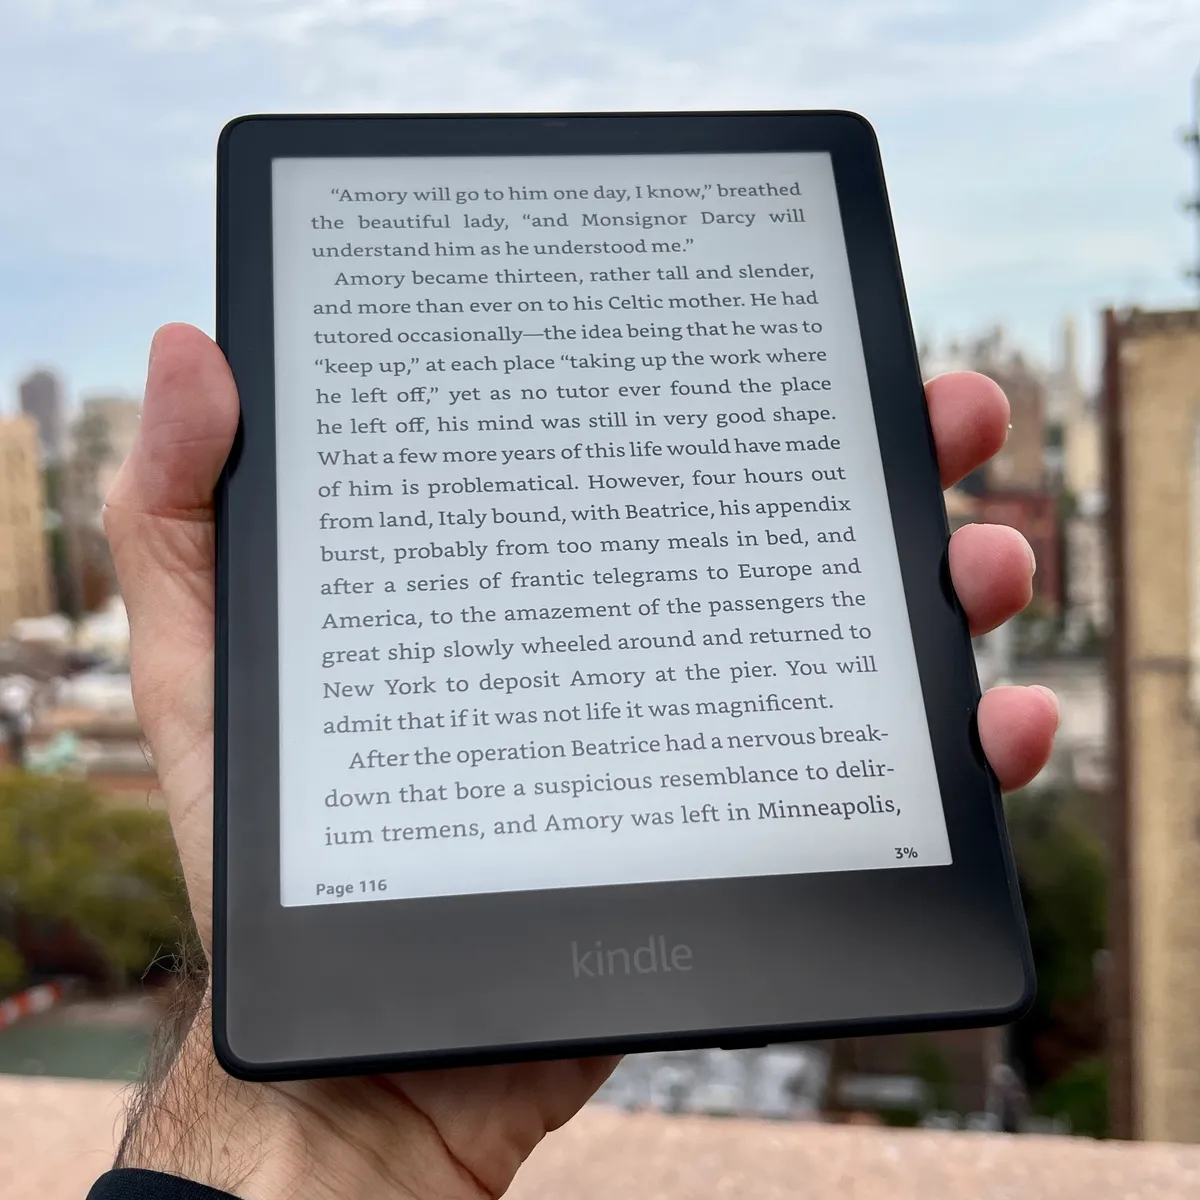 “Amory will go to him one day, I know,” breathed
the beautiful lady, “and Monsignor Darcy will
understand him as he understood me.”
Amory became thirteen, rather tall and slender,
and more than ever on to his Celtic mother. He had
tutored occasionally—the idea being that he was to
“keep up,” at each place “taking up the work where
he left off,” yet as no tutor ever found the place
he left off, his mind was still in very good shape.
What a few more years of this life would have made
of him is problematical. However, four hours out
from land, Italy bound, with Beatrice, his appendix
burst, probably from too many meals in bed, and
after a series of frantic telegrams to Europe and
America, to the amazement of the passengers the
great ship slowly wheeled around and returned to
New York to deposit Amory at the pier. You will
admit that if it was not life it was magnificent.
After the operation Beatrice had a nervous break-
down that bore a suspicious resemblance to delir-
ium tremens, and Amory was left in Minneapolis,
Page 116 3%
kindle